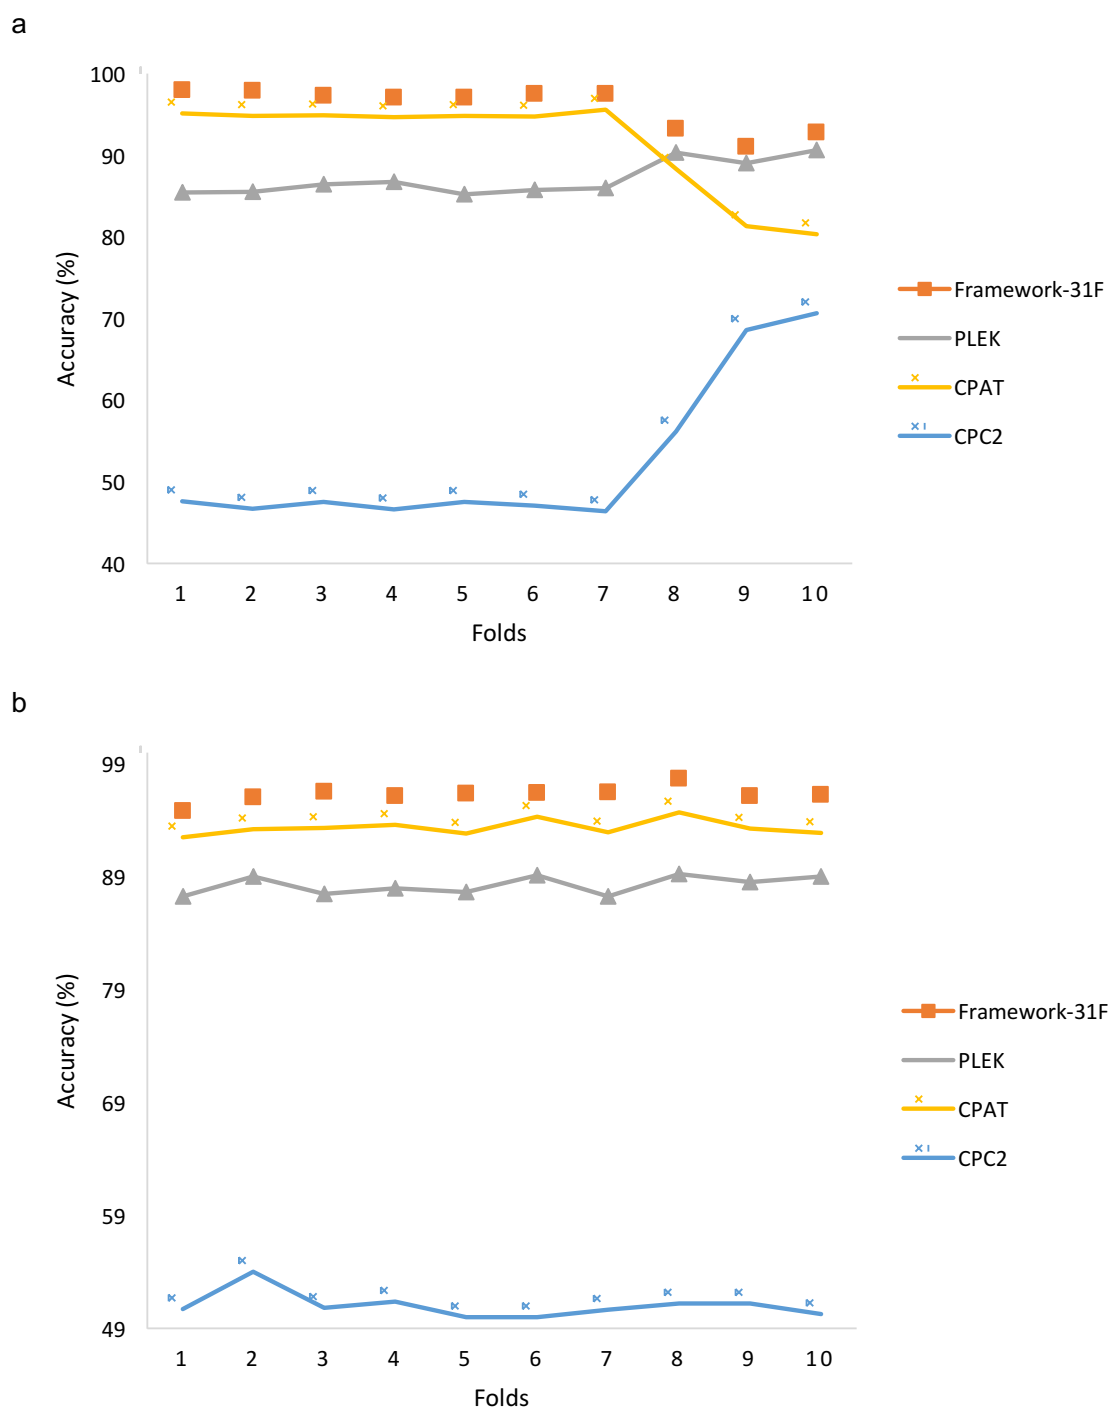 a
100
90
80
70
60
50
40
Accuracy (%)
1 2 3 4 5 6 7 8 9 10
Folds
Framework-31F
PLEK
CPAT
CPC2
b
99
89
79
69
59
49
Accuracy (%)
1 2 3 4 5 6 7 8 9 10
Folds
Framework-31F
PLEK
CPAT
CPC2